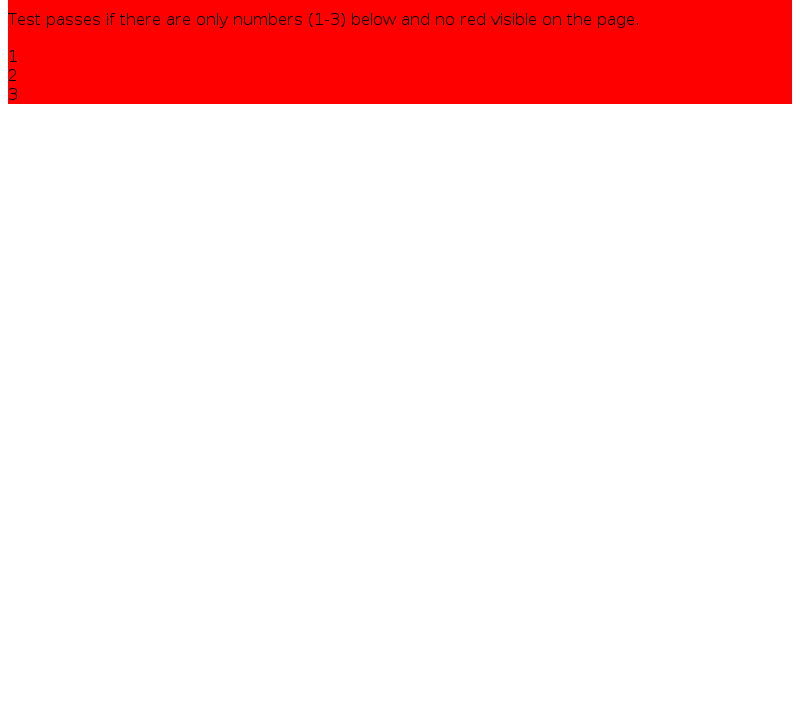 Test passes if there are only numbers (1-3) below and no red visible on the page.
1
2
3